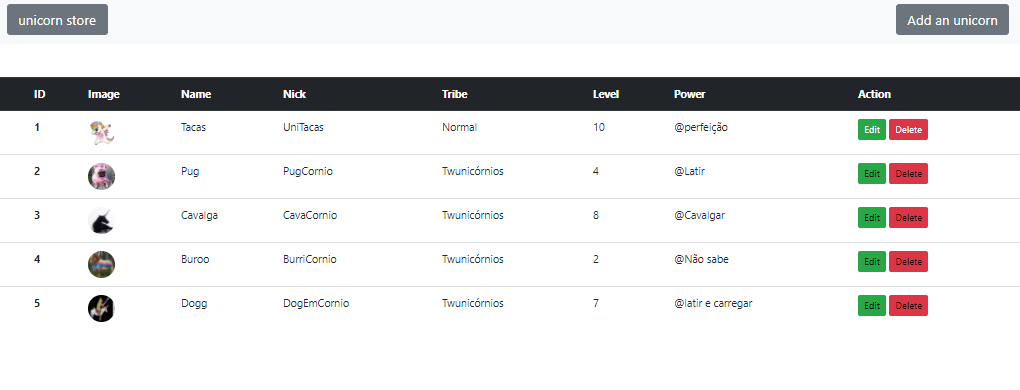 unicorn store Add an unicorn
ID Image Name Nick Tribe Level Power Action
1 Tacas UniTacas Normal 10 @perfeição Edit Delete
2 Pug PugCornio Twunicórnios 4 @Latir Edit Delete
3 Cavalga CavaCornio Twunicórnios 8 @Cavalgar Edit Delete
4 Buroo BurriCornio Twunicórnios 2 @Não sabe Edit Delete
5 Dogg DogEmCornio Twunicórnios 7 @latir e carregar Edit Delete